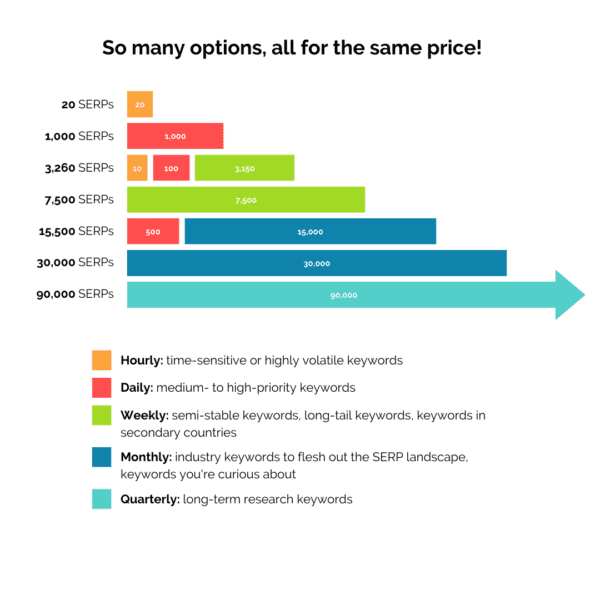 So many options, all for the same price!
20 SERPs 20
1,000 SERPs 1,000
3,260 SERPs 10 100 3,150
7,500 SERPs 7,500
15,500 SERPs 500 15,000
30,000 SERPs 30,000
90,000 SERPs 90,000
Hourly: time-sensitive or highly volatile keywords
Daily: medium- to high-priority keywords
Weekly: semi-stable keywords, long-tail keywords, keywords in
secondary countries
Monthly: industry keywords to flesh out the SERP landscape,
keywords you're curious about
Quarterly: long-term research keywords